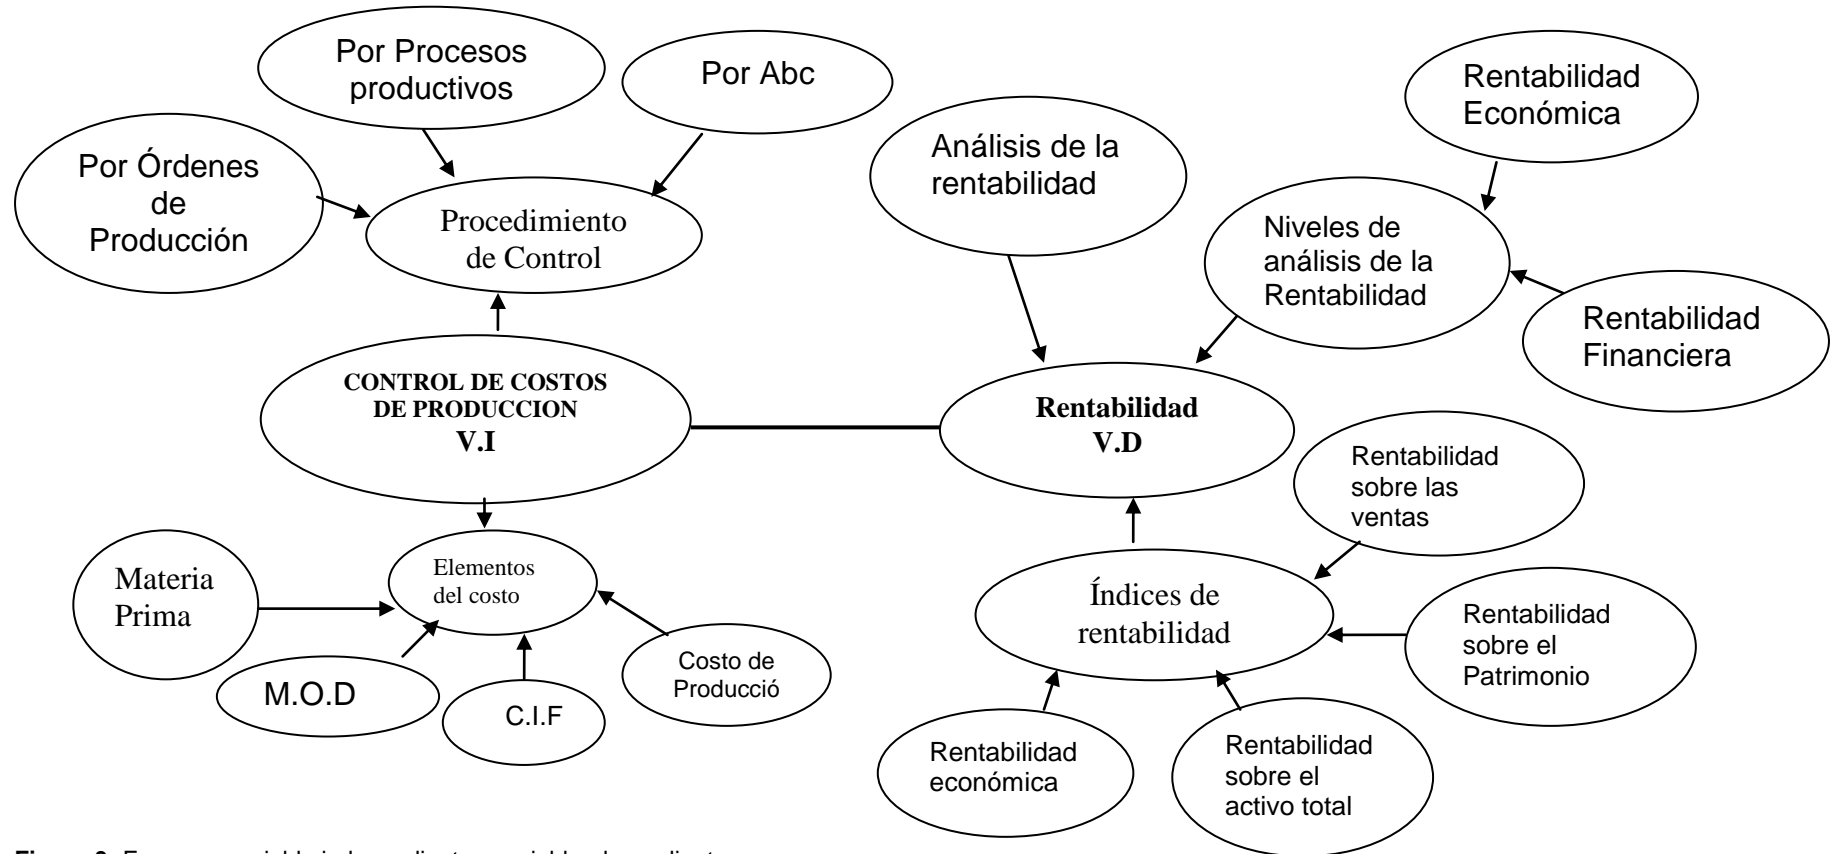 Por Procesos
productivos
Por Abc
Rentabilidad
Económica
Análisis de la
rentabilidad
Por Órdenes
de
Producción
Procedimiento
de Control
Niveles de
análisis de la
Rentabilidad
Rentabilidad
Financiera
CONTROL DE COSTOS
DE PRODUCCION
V.I
Rentabilidad
V.D
Rentabilidad
sobre las
ventas
Elementos
del costo
Materia
Prima
Índices de
rentabilidad
Rentabilidad
sobre el
Patrimonio
M.O.D
C.I.F
Costo de
Producció
Rentabilidad
económica
Rentabilidad
sobre el
activo total